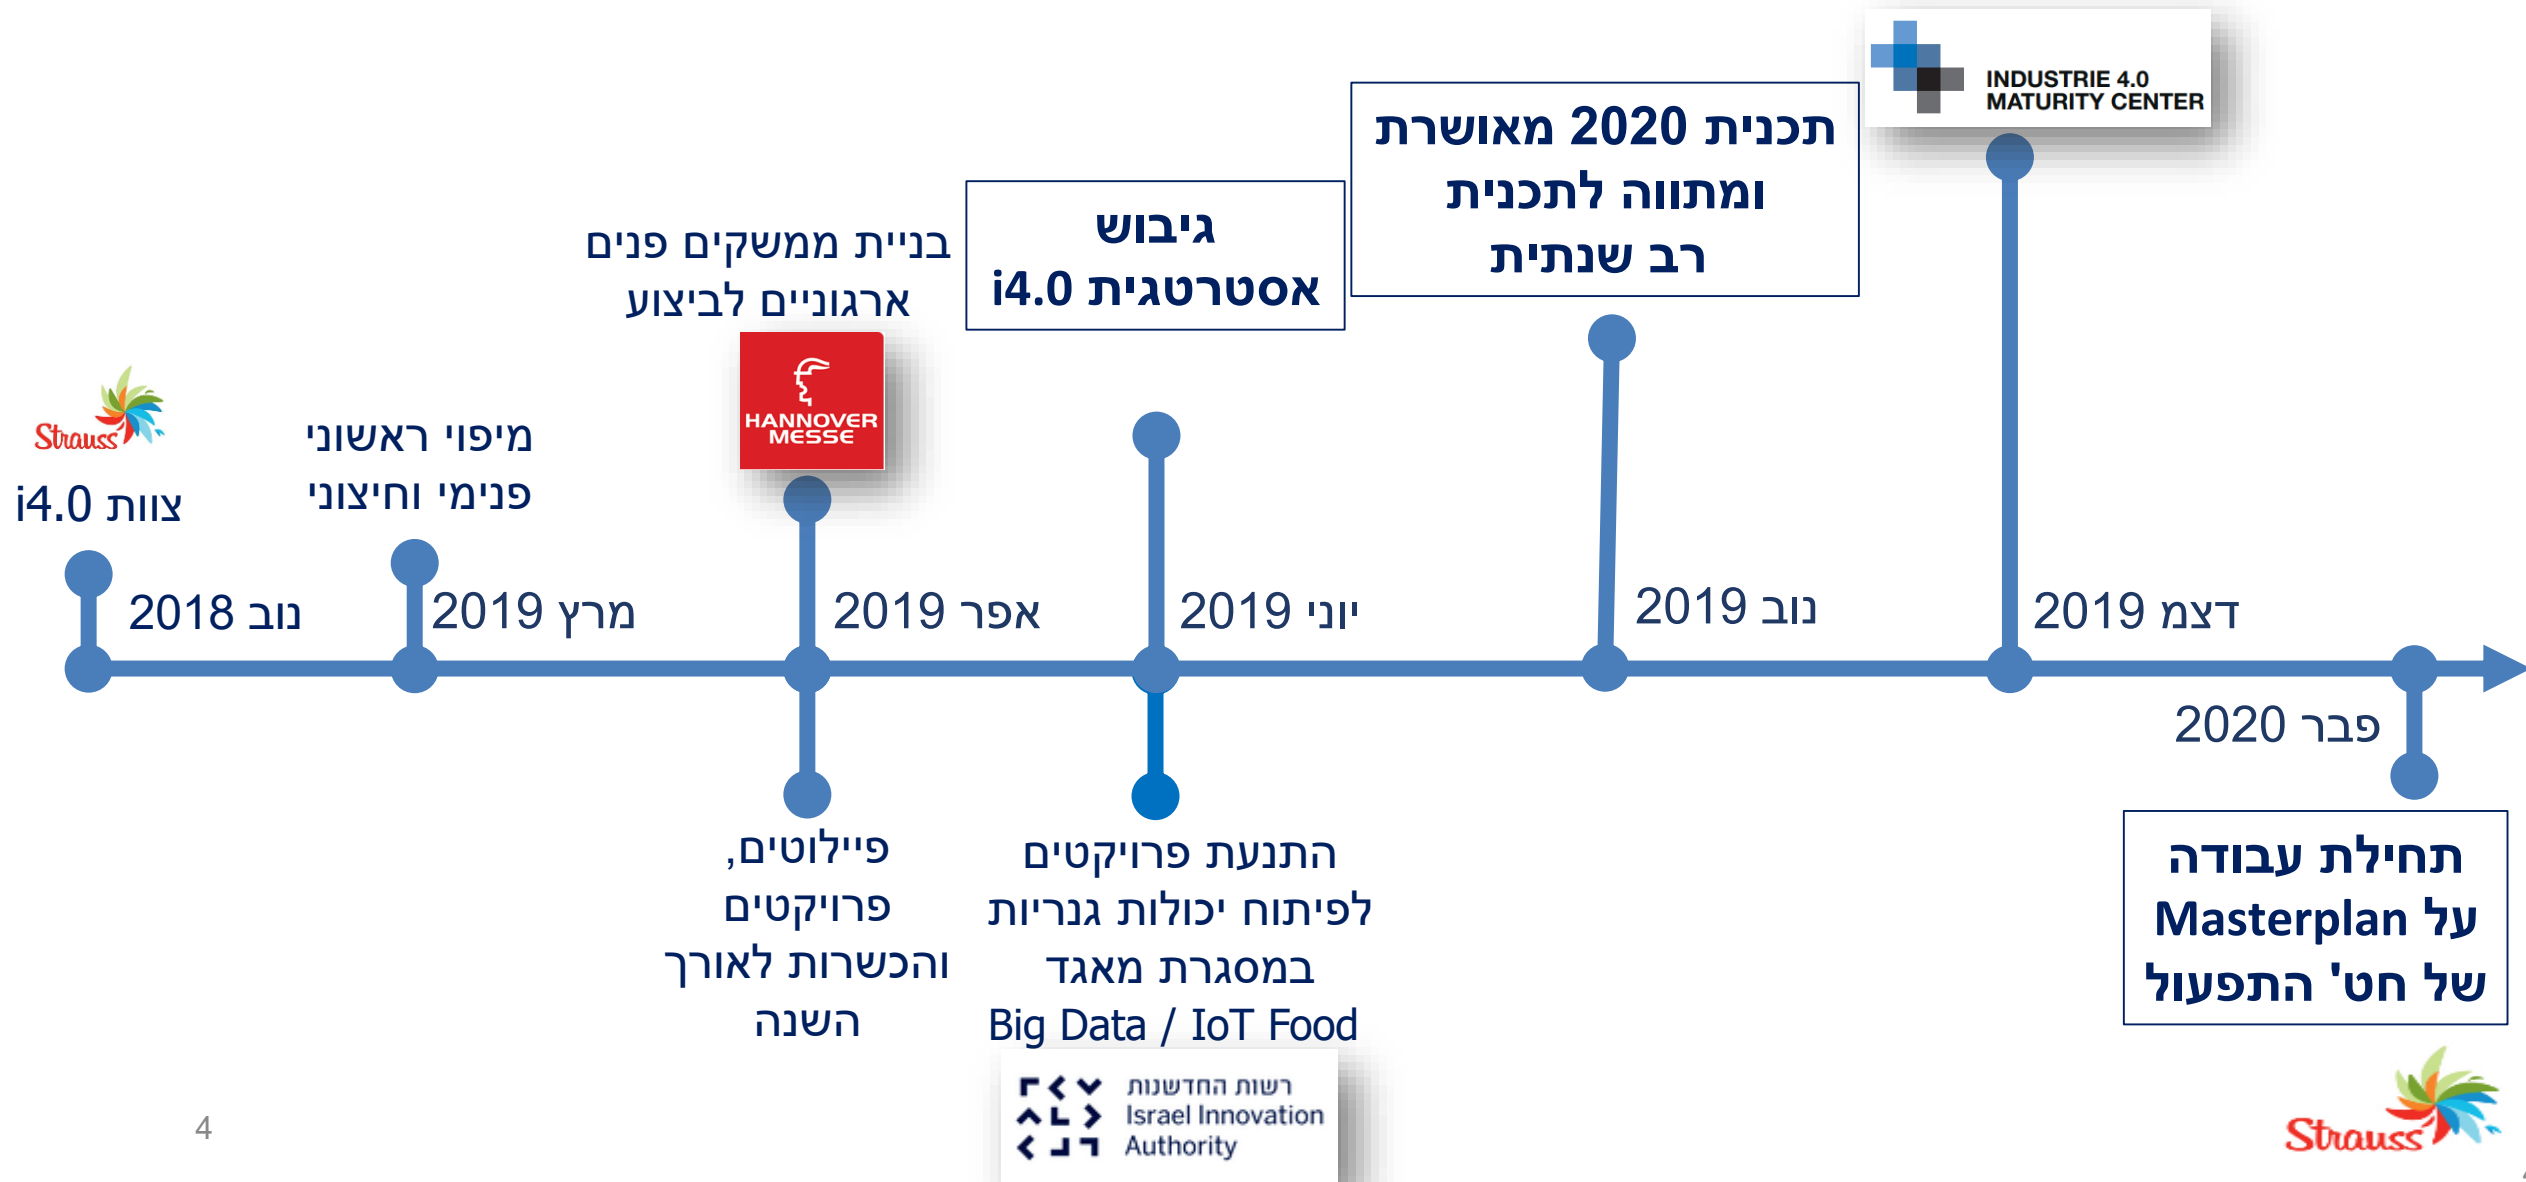 Strauss
צוות i4.0
נוב 2018
מיפוי ראשוני
פנימי וחיצוני
מרץ 2019
בניית ממשקים פנים
ארגוניים לביצוע
HANNOVER
MESSE
אפר 2019
פיילוטים,
פרויקטים
והכשרות לאורך
השנה
גיבוש
אסטרטגית i4.0
יוני 2019
התנעת פרויקטים
לפיתוח יכולות גנריות
במסגרת מאגד
Big Data / IoT Food
רשות החדשנות
Israel Innovation
Authority
תכנית 2020 מאושרת
ומתווה לתכנית
רב שנתית
נוב 2019
INDUSTRIE 4.0
MATURITY CENTER
דצמ 2019
פבר 2020
תחילת עבודה
על Masterplan
של חט' התפעול
Strauss
4